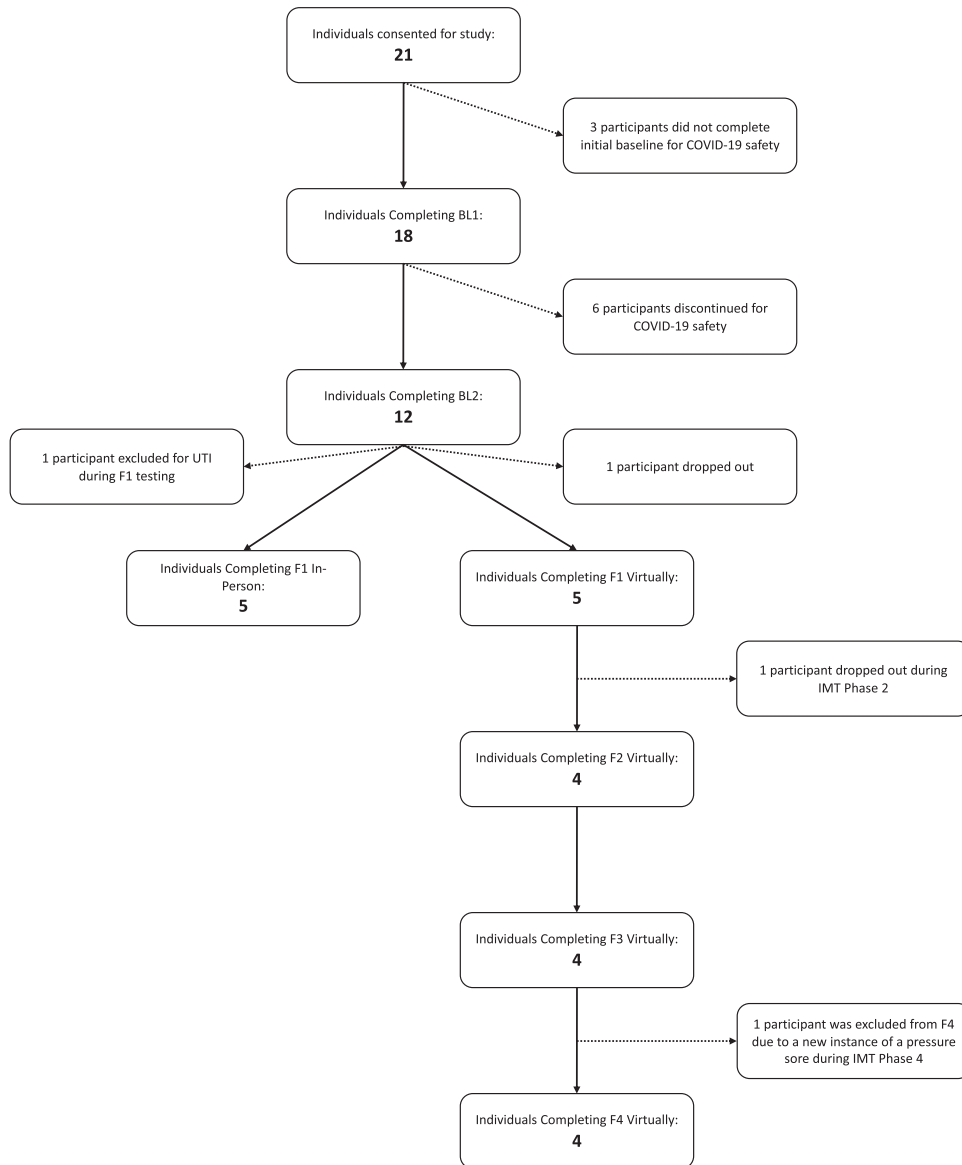 Individuals consented for study:
21
3 participants did not complete
initial baseline for COVID-19 safety
Individuals Completing BL1:
18
6 participants discontinued for
COVID-19 safety
Individuals Completing BL2:
12
1 participant excluded for UTI
during F1 testing
1 participant dropped out
Individuals Completing F1 In-
Person:
5
Individuals Completing F1 Virtually:
5
1 participant dropped out during
IMT Phase 2
Individuals Completing F2 Virtually:
4
Individuals Completing F3 Virtually:
4
1 participant was excluded from F4
due to a new instance of a pressure
sore during IMT Phase 4
Individuals Completing F4 Virtually:
4